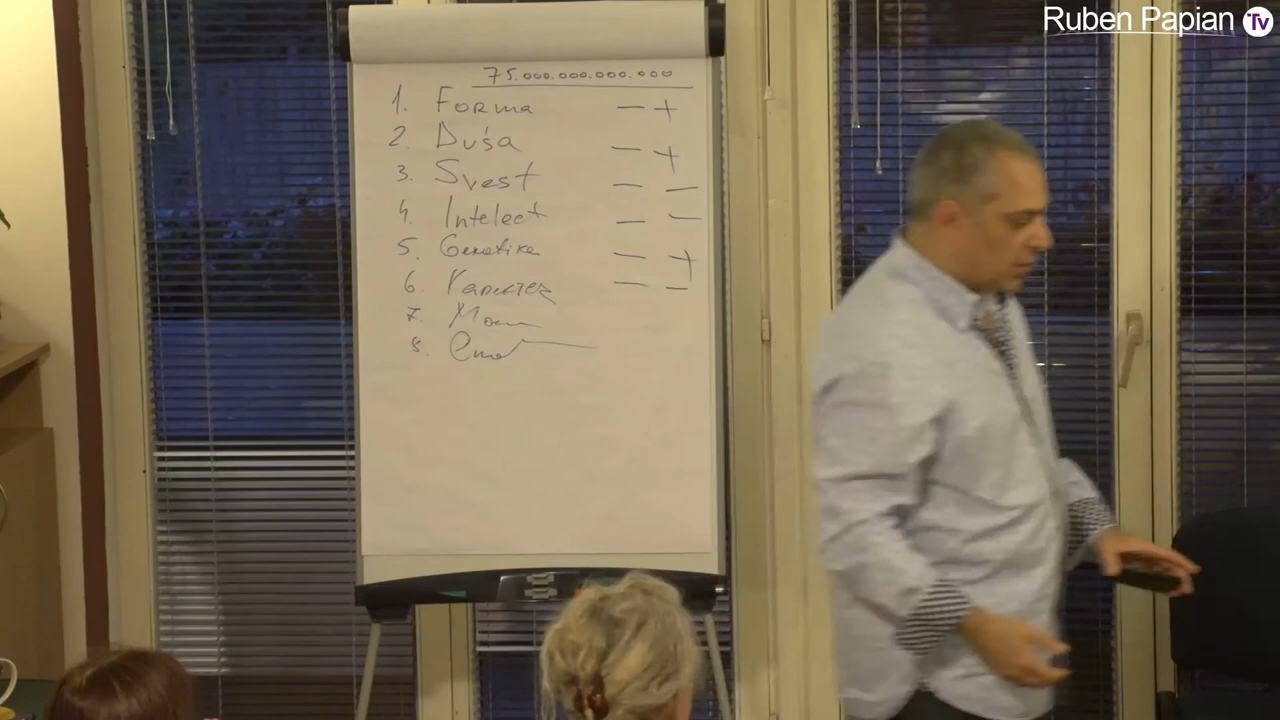 Ruben Papian Tv
75.000.000.000.000
1. Forma — +
2. Duša — +
3. Svest — —
4. Intelect — —
5. Genetika — +
6. Karakter — —
7.
8.